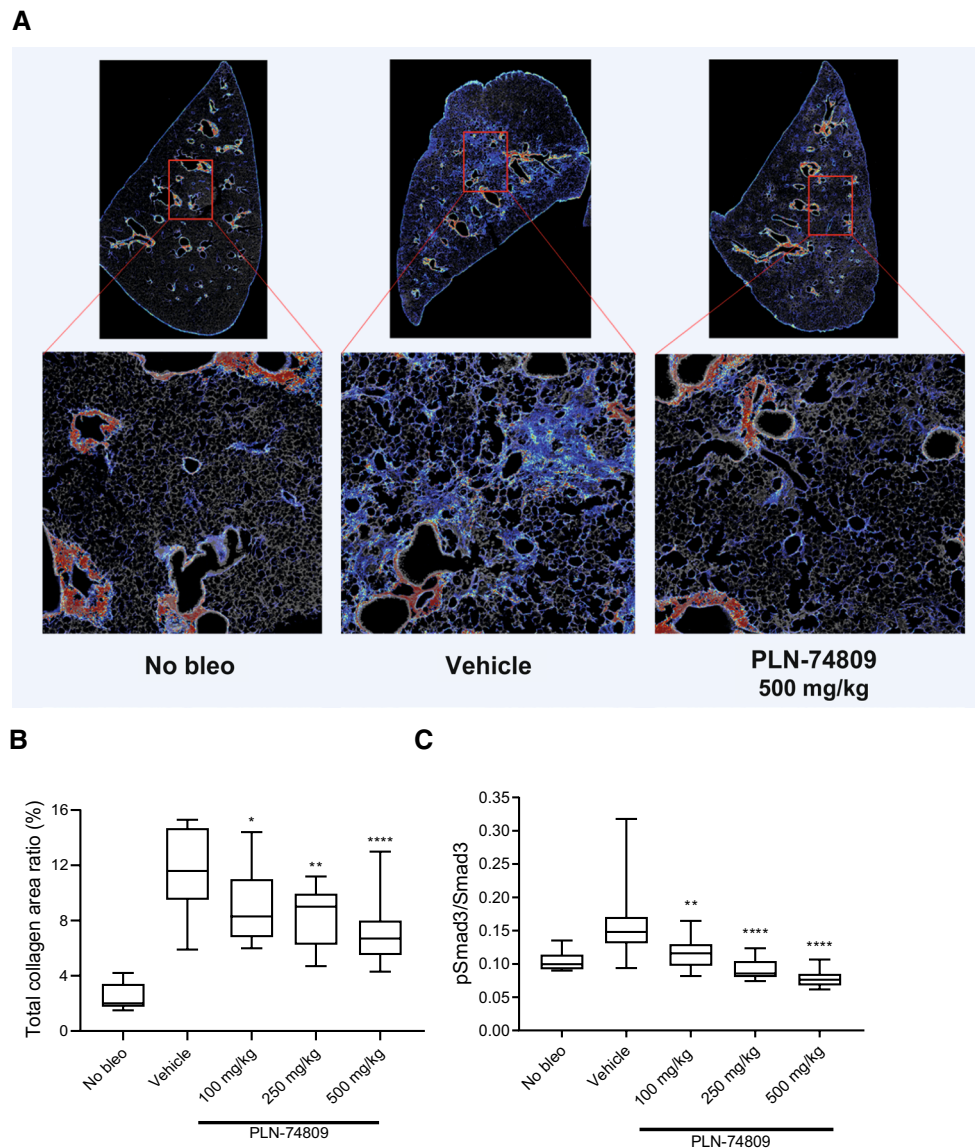 A
No bleo
Vehicle
PLN-74809
500 mg/kg
B
Total collagen area ratio (%)
16
12
8
4
0
*
**
****
No bleo
Vehicle
100 mg/kg
250 mg/kg
500 mg/kg
PLN-74809
C
pSmad3/Smad3
0.35
0.30
0.25
0.20
0.15
0.10
0.05
0.00
**
****
****
No bleo
Vehicle
100 mg/kg
250 mg/kg
500 mg/kg
PLN-74809